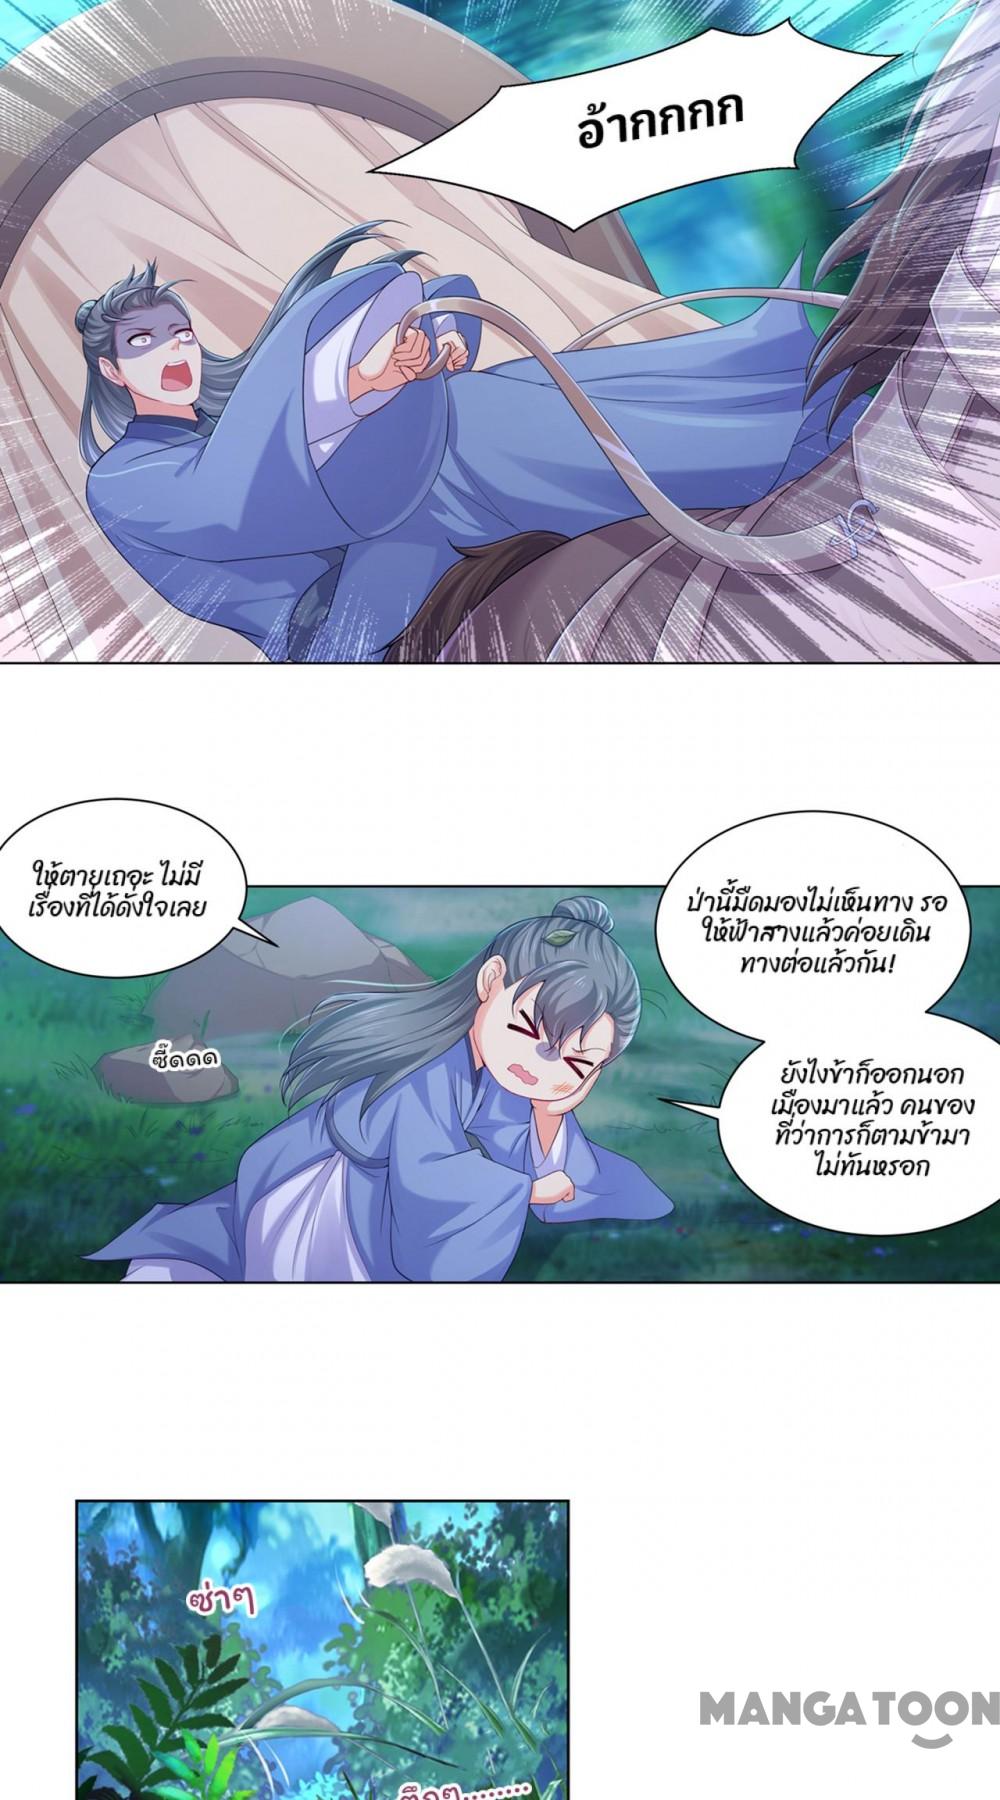 อ้ากกกก
ให้ตายเถอะ ไม่มี
เรื่องที่ได้ดั่งใจเลย
ป่านี้มืดมองไม่เห็นทาง รอ
ให้ฟ้าสางแล้วค่อยเดิน
ทางต่อแล้วกัน!
ซี๊ดดดด
ยังไงข้าก็ออกนอก
เมืองมาแล้ว คนของ
ที่ว่าการก็ตามข้ามา
ไม่ทันหรอก
ซ่าๆ
MANGATOON
ตึกๆ.........